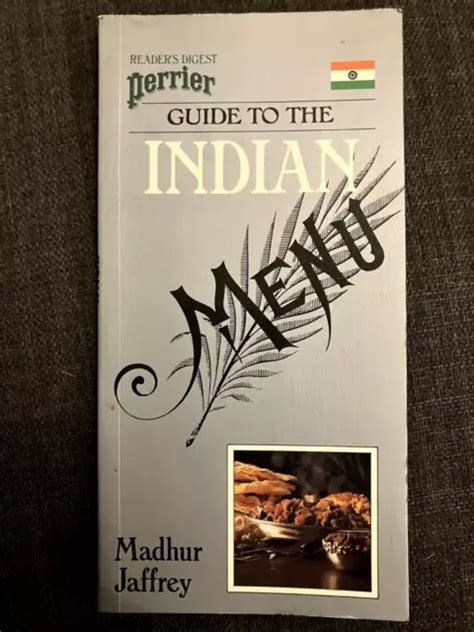 READER'S DIGEST
Perrier
GUIDE TO THE
INDIAN
MENU
Madhur
Jaffrey